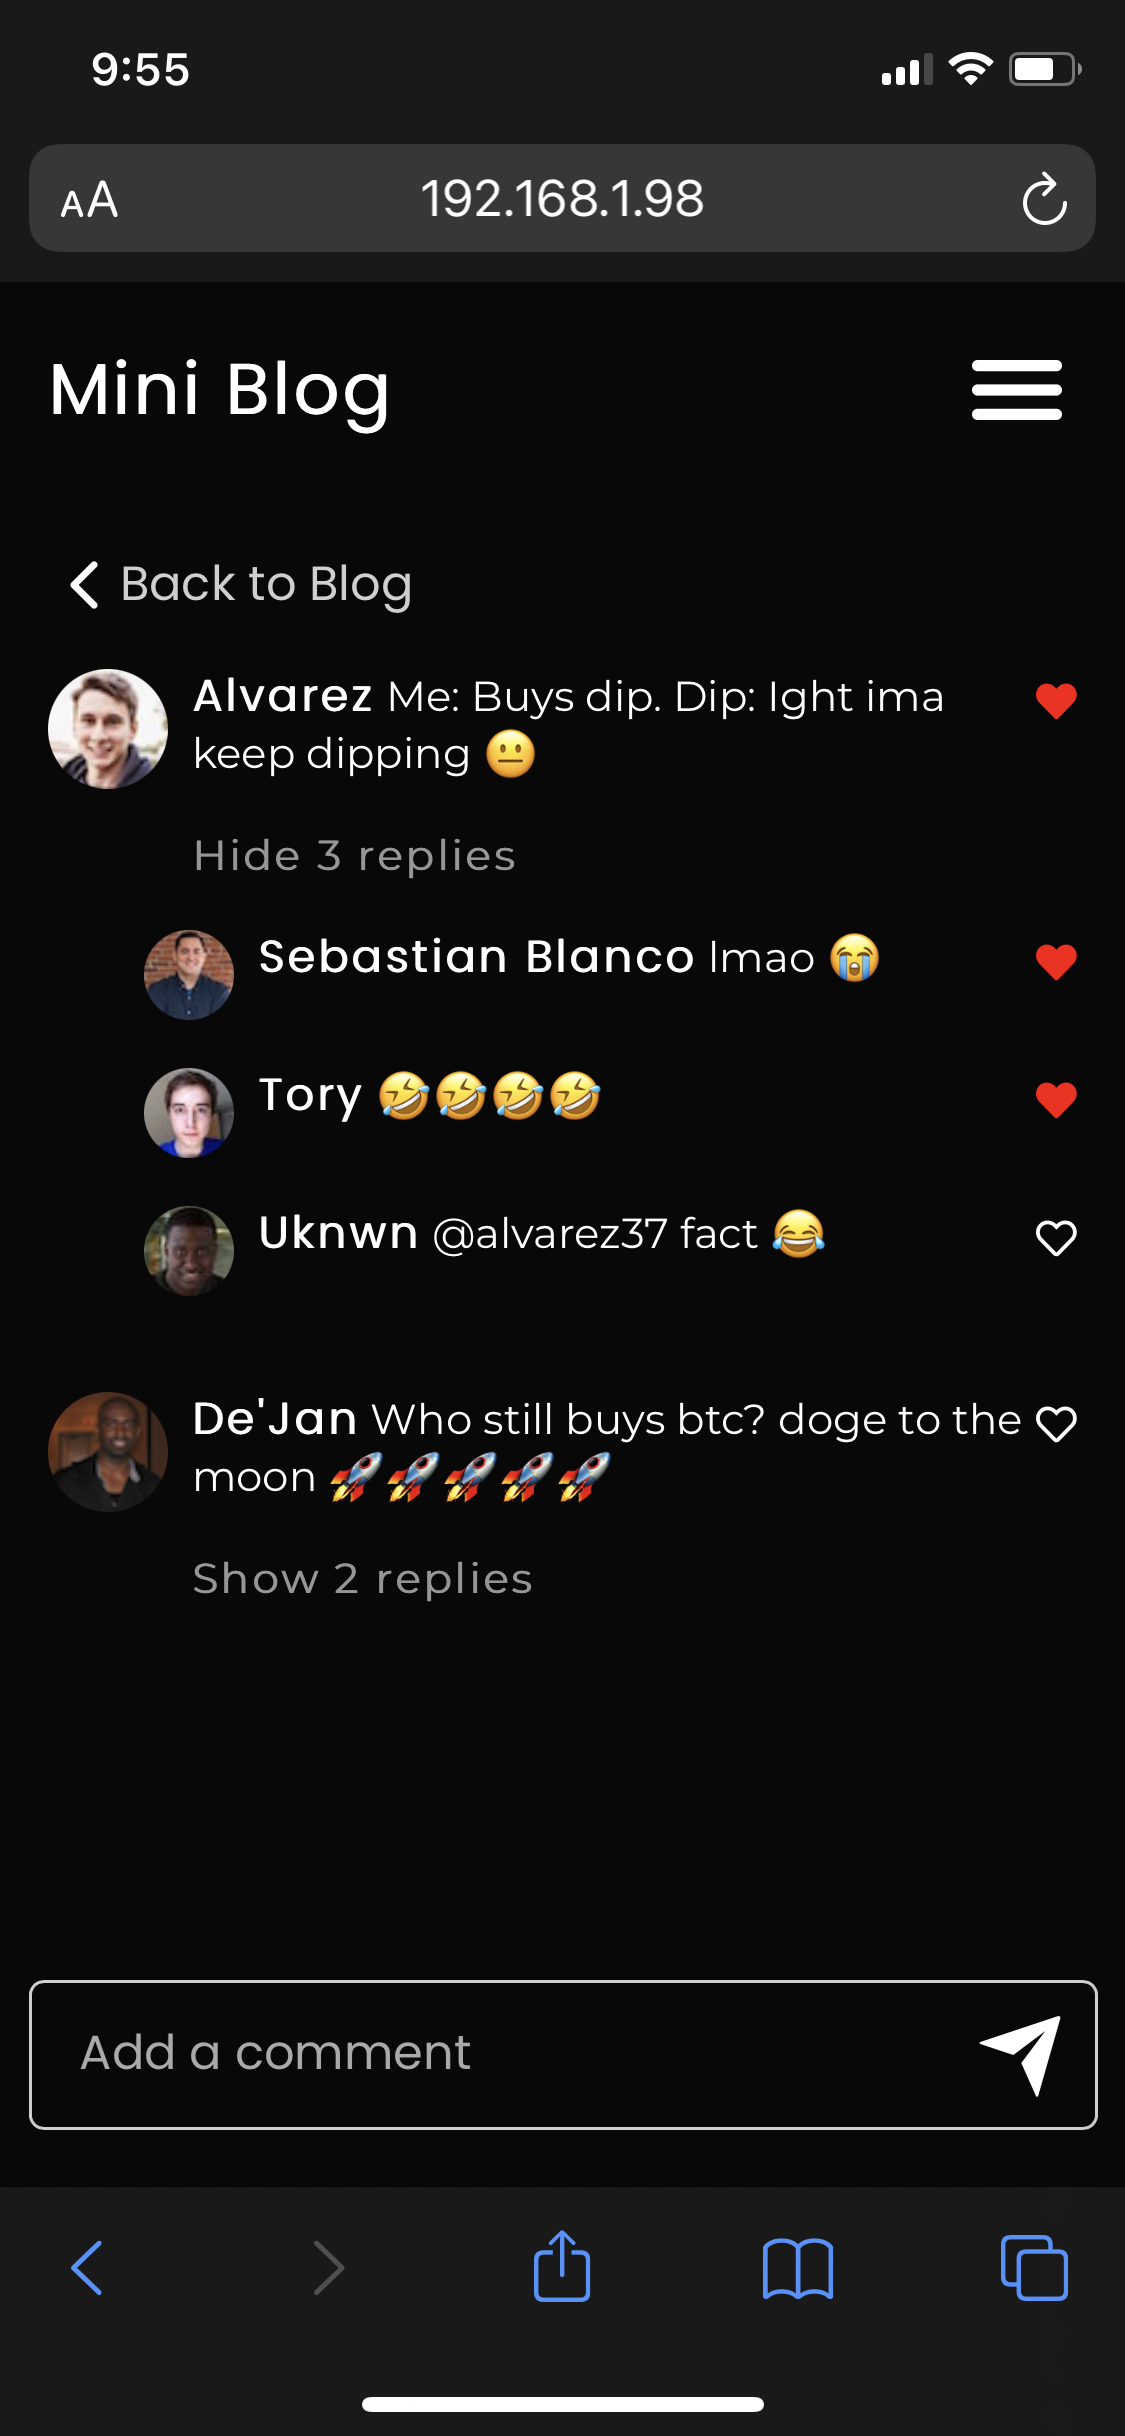 9:55
AA 192.168.1.98
Mini Blog
Back to Blog
Alvarez Me: Buys dip. Dip: Ight ima
keep dipping 😐
Hide 3 replies
Sebastian Blanco lmao 😭
Tory 🤣🤣🤣🤣
Uknwn @alvarez37 fact 😂
De'Jan Who still buys btc? doge to the
moon 🚀🚀🚀🚀🚀
Show 2 replies
Add a comment